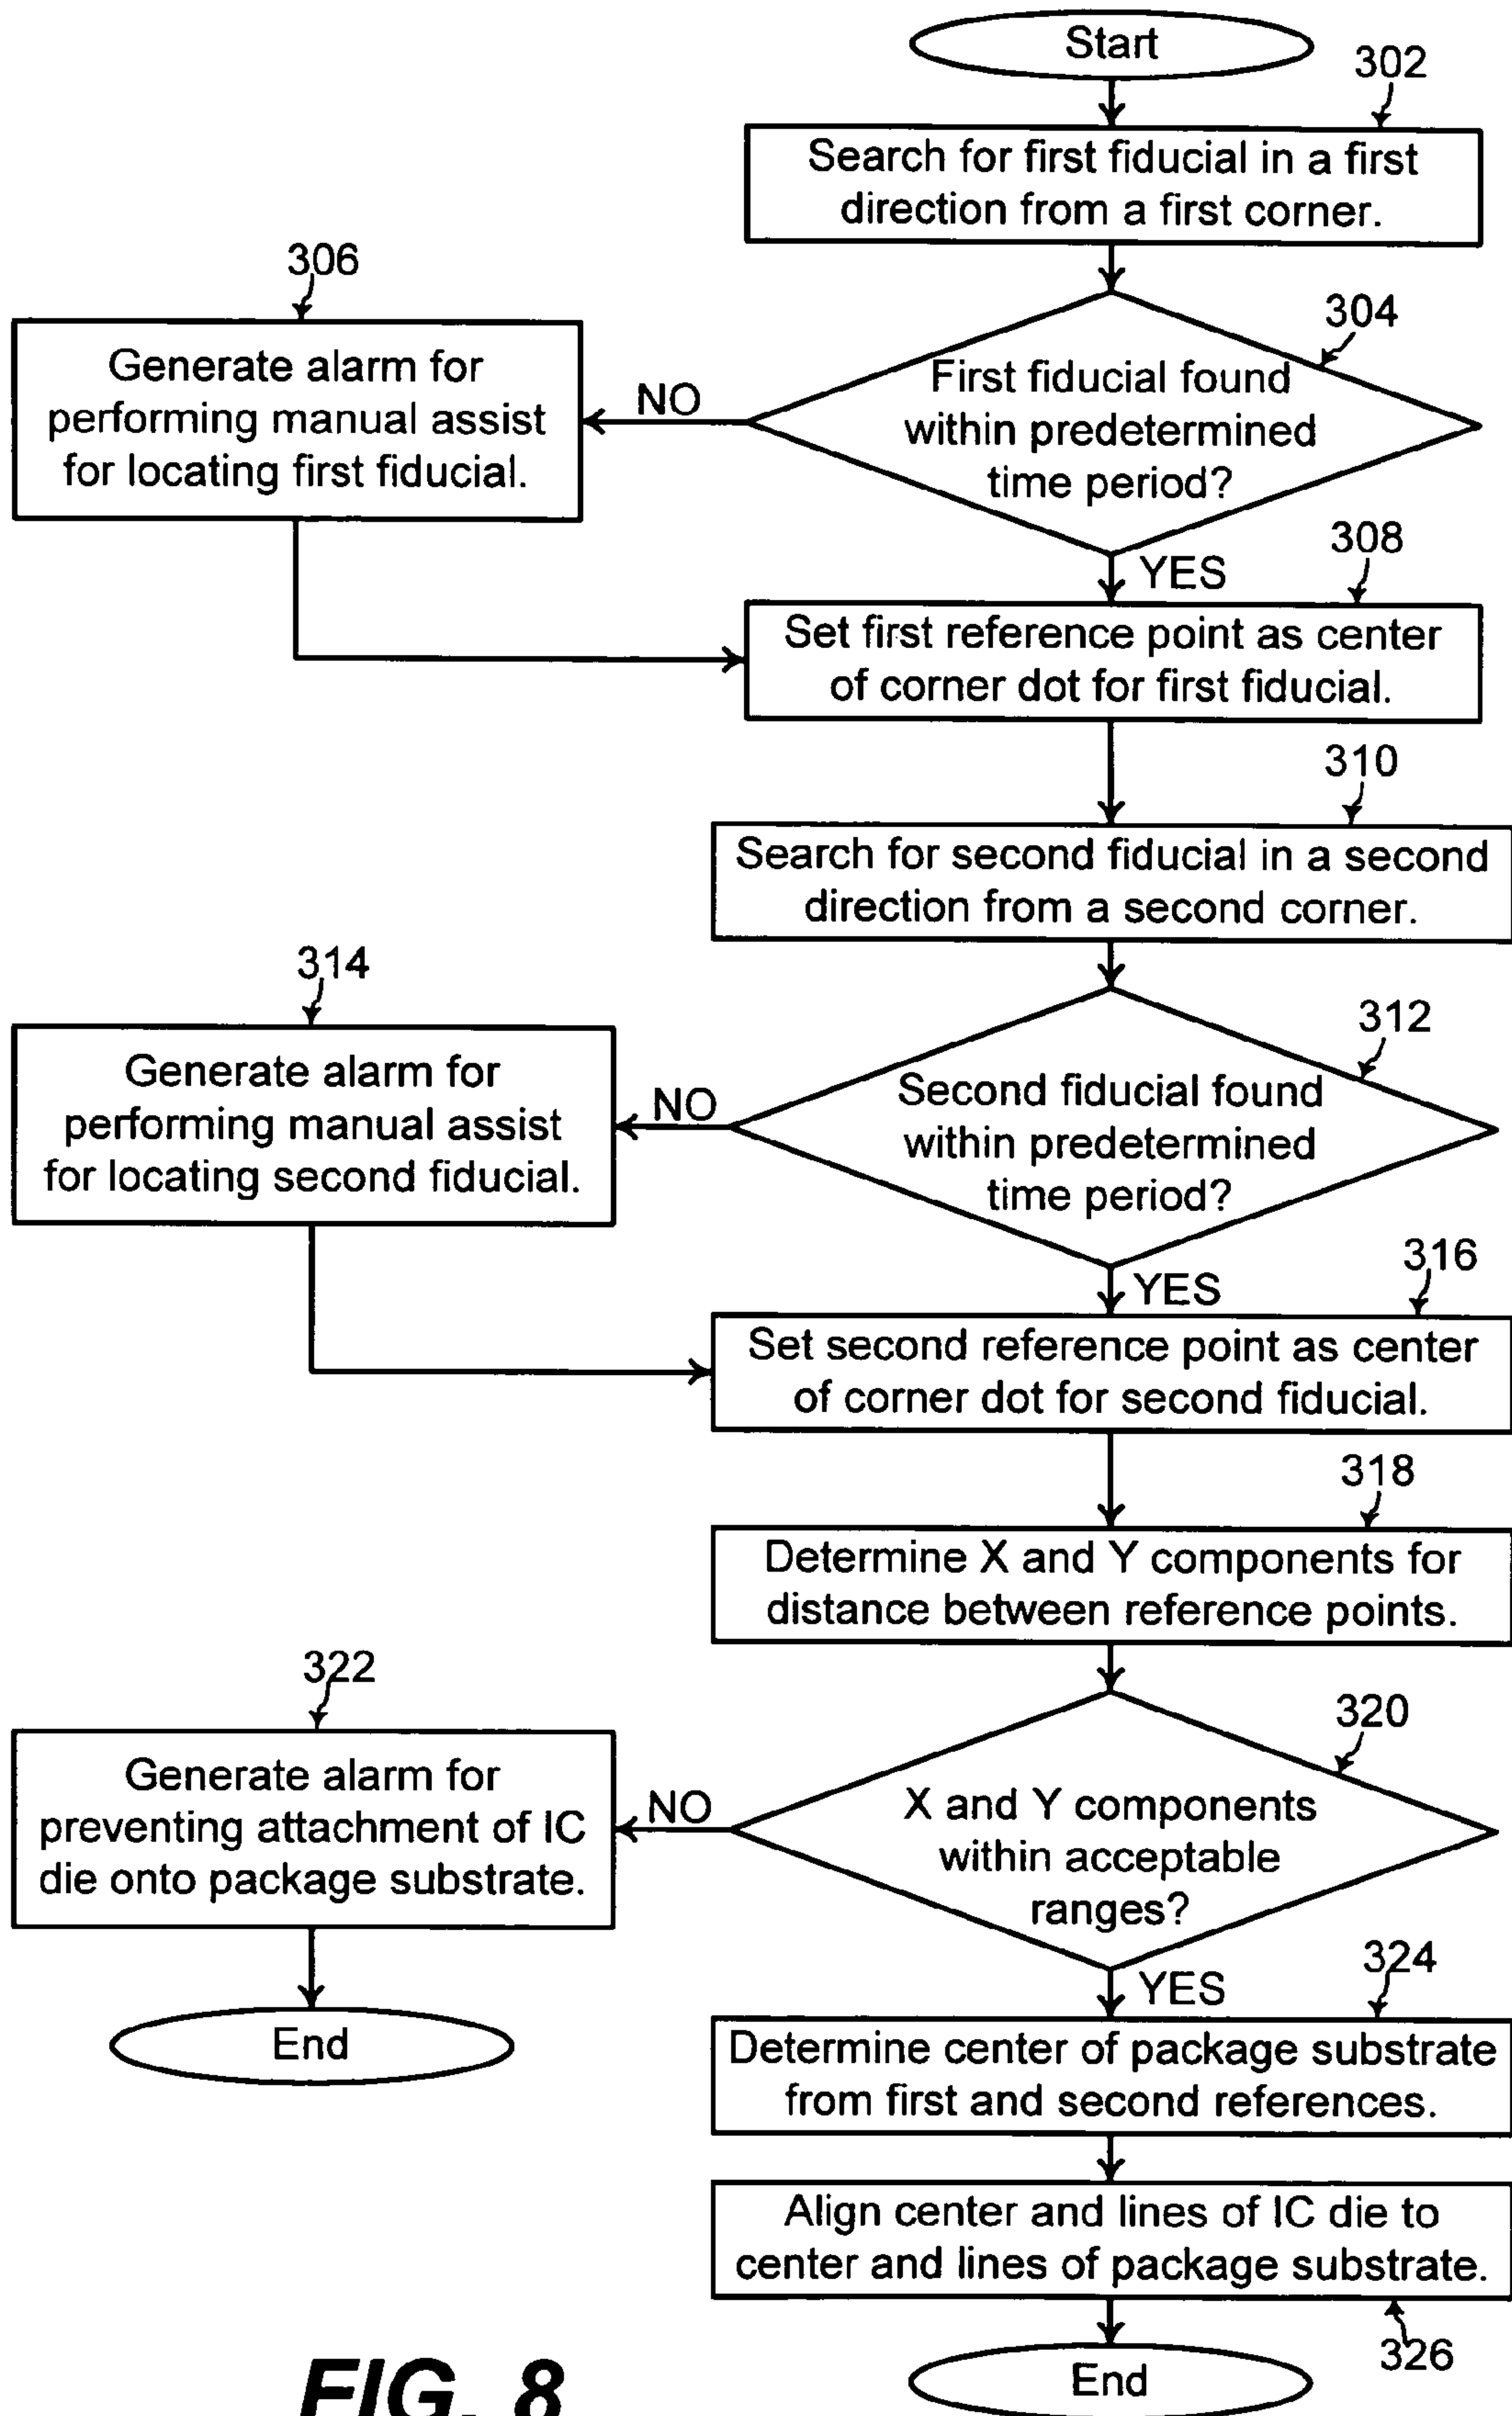 Start
302
Search for first fiducial in a first
direction from a first corner.
306
304
Generate alarm for
performing manual assist
for locating first fiducial.
NO
First fiducial found
within predetermined
time period?
YES
308
Set first reference point as center
of corner dot for first fiducial.
310
Search for second fiducial in a second
direction from a second corner.
314
312
Generate alarm for
performing manual assist
for locating second fiducial.
NO
Second fiducial found
within predetermined
time period?
YES
316
Set second reference point as center
of corner dot for second fiducial.
318
Determine X and Y components for
distance between reference points.
322
320
Generate alarm for
preventing attachment of IC
die onto package substrate.
NO
X and Y components
within acceptable
ranges?
End
YES
324
Determine center of package substrate
from first and second references.
Align center and lines of IC die to
center and lines of package substrate.
326
End
FIG. 8